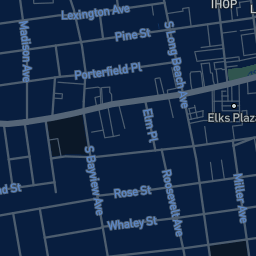 Lexington Ave
IHOP
Madison Ave
Pine St
S Long Beach Ave
Porterfield Pl
Elm Pl
Elks Plaza
S Bayview Ave
Rose St
Roosevelt Ave
Miller Ave
Whaley St